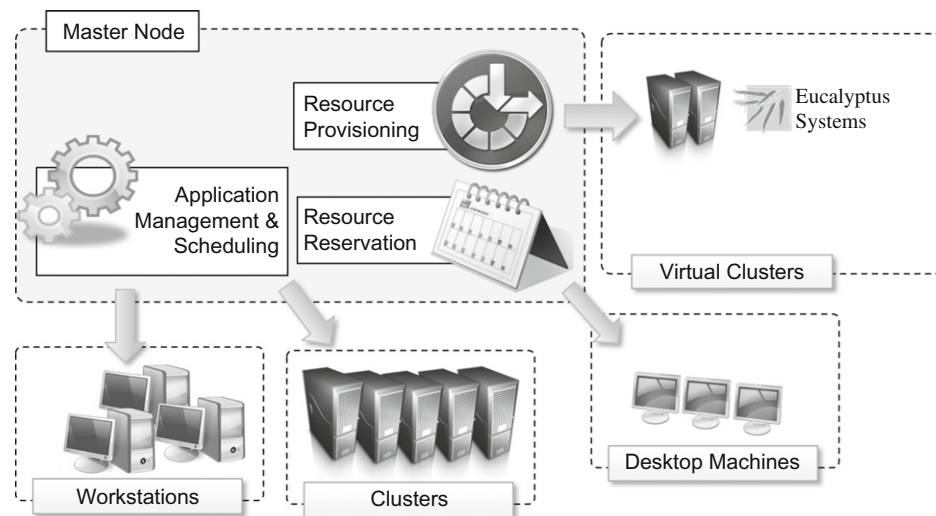 Master Node
Resource
Provisioning
Eucalyptus
Systems
Application
Management &
Scheduling
Resource
Reservation
Virtual Clusters
Workstations
Clusters
Desktop Machines